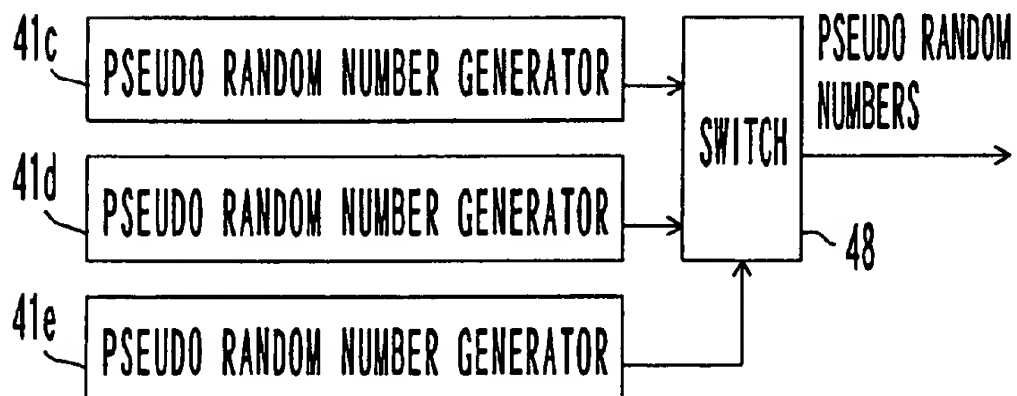 41c
PSEUDO RANDOM NUMBER GENERATOR
41d
PSEUDO RANDOM NUMBER GENERATOR
41e
PSEUDO RANDOM NUMBER GENERATOR
SWITCH
48
PSEUDO RANDOM
NUMBERS